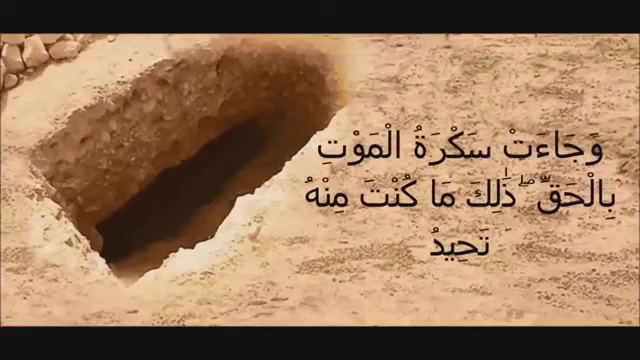 وَجَاءَتْ سَكْرَةُ الْمَوْتِ
بِالْحَقِّ ۖ ذَٰلِكَ مَا كُنْتَ مِنْهُ
تَحِيدُ